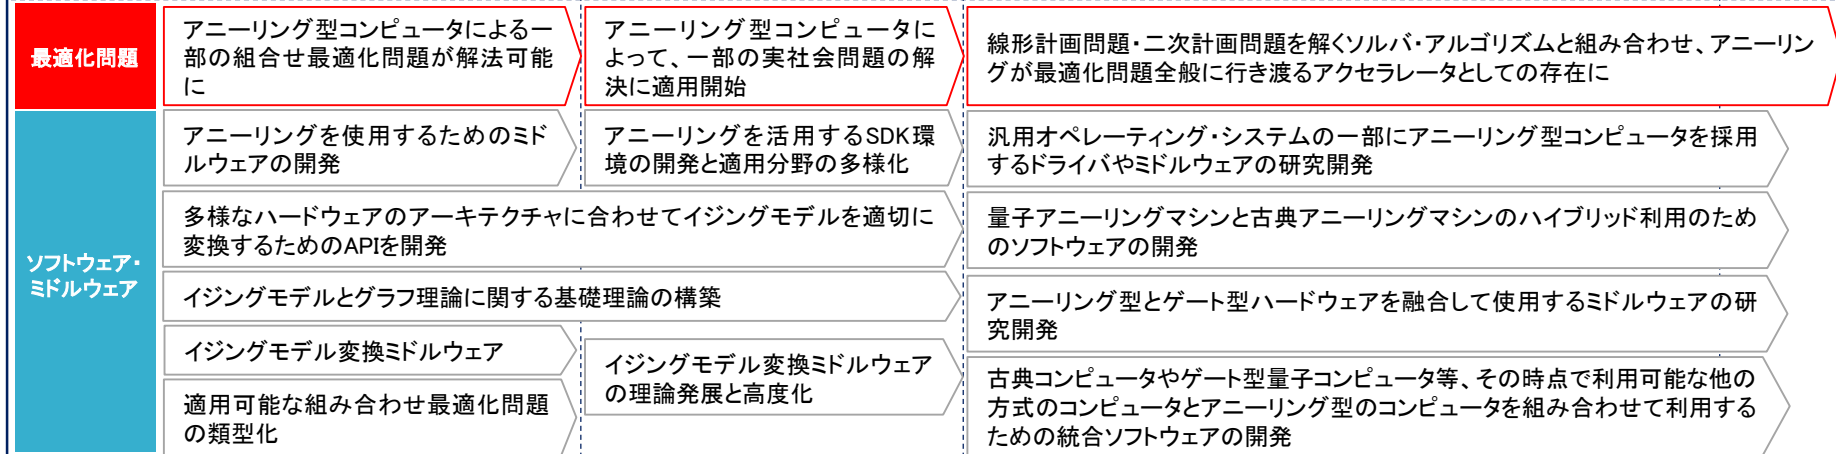 最適化問題
アニーリング型コンピュータによる一
部の組合せ最適化問題が解法可能
に
アニーリング型コンピュータに
よって、一部の実社会問題の解
決に適用開始
線形計画問題・二次計画問題を解くソルバ・アルゴリズムと組み合わせ、アニーリン
グが最適化問題全般に行き渡るアクセラレータとしての存在に
ソフトウェア・
ミドルウェア
アニーリングを使用するためのミド
ルウェアの開発
アニーリングを活用するSDK環
境の開発と適用分野の多様化
汎用オペレーティング・システムの一部にアニーリング型コンピュータを採用
するドライバやミドルウェアの研究開発
多様なハードウェアのアーキテクチャに合わせてイジングモデルを適切に
変換するためのAPIを開発
量子アニーリングマシンと古典アニーリングマシンのハイブリッド利用のため
のソフトウェアの開発
イジングモデルとグラフ理論に関する基礎理論の構築
アニーリング型とゲート型ハードウェアを融合して使用するミドルウェアの研
究開発
イジングモデル変換ミドルウェア
イジングモデル変換ミドルウェア
の理論発展と高度化
適用可能な組み合わせ最適化問題
の類型化
古典コンピュータやゲート型量子コンピュータ等、その時点で利用可能な他の
方式のコンピュータとアニーリング型のコンピュータを組み合わせて利用する
ための統合ソフトウェアの開発